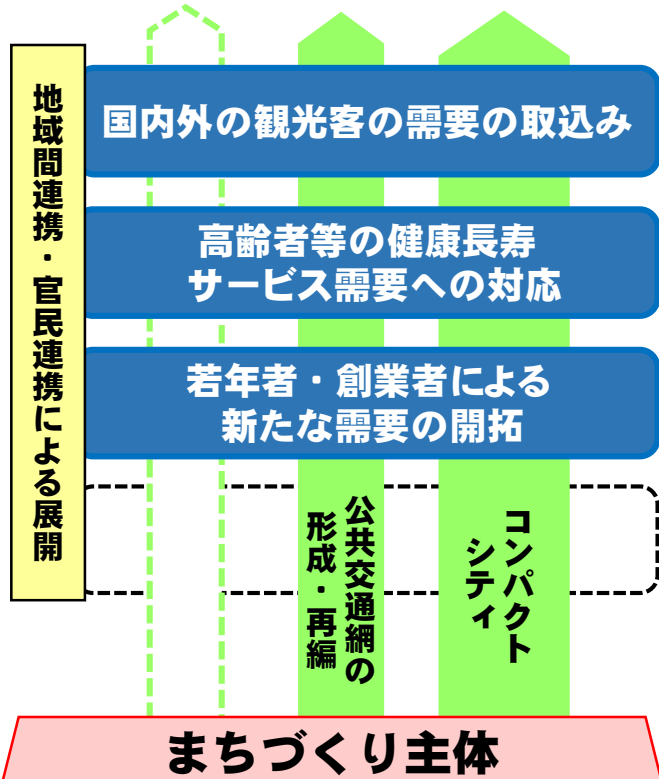 地域間連携・官民連携による展開
国内外の観光客の需要の取込み
高齢者等の健康長寿
サービス需要への対応
若年者・創業者による
新たな需要の開拓
公共交通網の
形成・再編
コンパクト
シティ
まちづくり主体